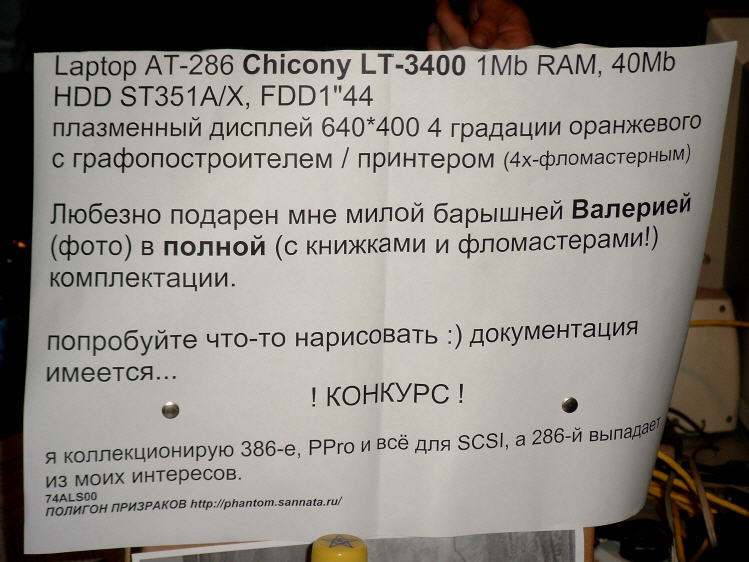 Laptop AT-286 Chicony LT-3400 1Mb RAM, 40Mb
HDD ST351A/X, FDD1"44
плазменный дисплей 640*400 4 градации оранжевого
с графопостроителем / принтером (4х-фломастерным)
Любезно подарен мне милой барышней Валерией
(фото) в полной (с книжками и фломастерами!)
комплектации.
попробуйте что-то нарисовать :) документация
имеется...
! КОНКУРС !
я коллекционирую 386-е, PPro и всё для SCSI, а 286-й выпадает
из моих интересов.
74ALS00
ПОЛИГОН ПРИЗРАКОВ http://phantom.sannata.ru/